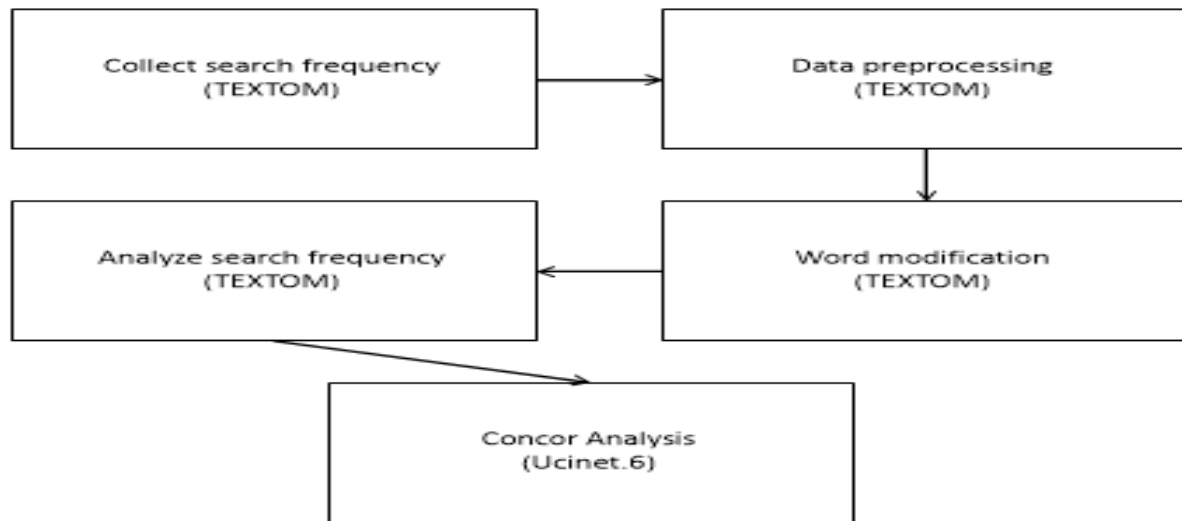 Collect search frequency
(TEXTOM)
Data preprocessing
(TEXTOM)
Word modification
(TEXTOM)
Analyze search frequency
(TEXTOM)
Concor Analysis
(Ucinet.6)